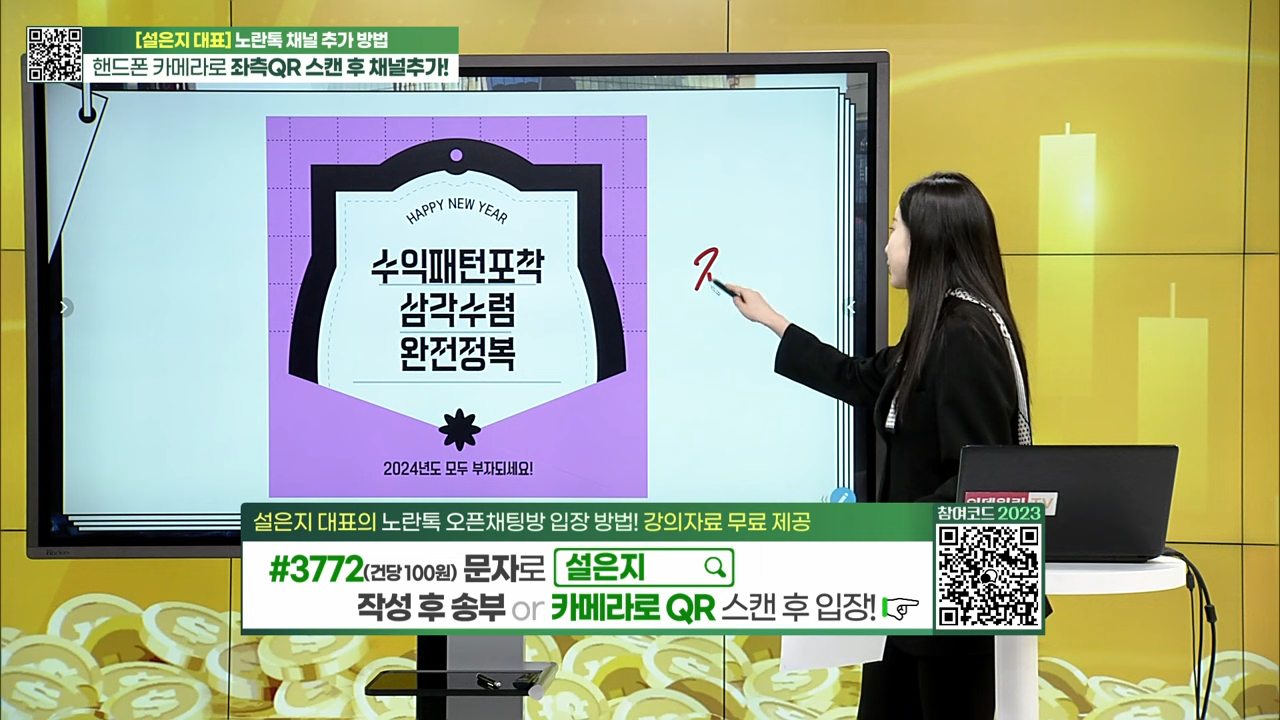 [설은지 대표] 노란톡 채널 추가 방법
핸드폰 카메라로 좌측QR 스캔 후 채널추가!
HAPPY NEW YEAR
수익패턴포착
삼각수렴
완전정복
2024년도 모두 부자되세요!
이데일리 TV
설은지 대표의 노란톡 오픈채팅방 입장 방법! 강의자료 무료 제공
참여코드 2023
#3772(건당 100원) 문자로 설은지
작성 후 송부 or 카메라로 QR 스캔 후 입장!